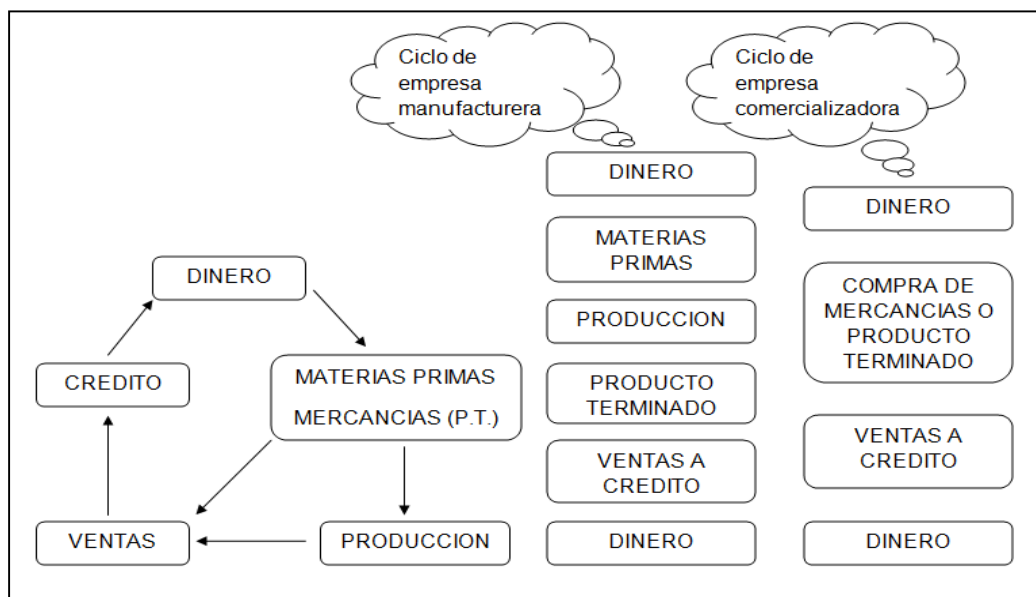 Ciclo de
empresa
manufacturera
Ciclo de
empresa
comercializadora
DINERO
MATERIAS PRIMAS
MERCANCIAS (P.T.)
PRODUCCION
VENTAS
CREDITO
DINERO
MATERIAS
PRIMAS
PRODUCCION
PRODUCTO
TERMINADO
VENTAS A
CREDITO
DINERO
DINERO
COMPRA DE
MERCANCIAS O
PRODUCTO
TERMINADO
VENTAS A
CREDITO
DINERO